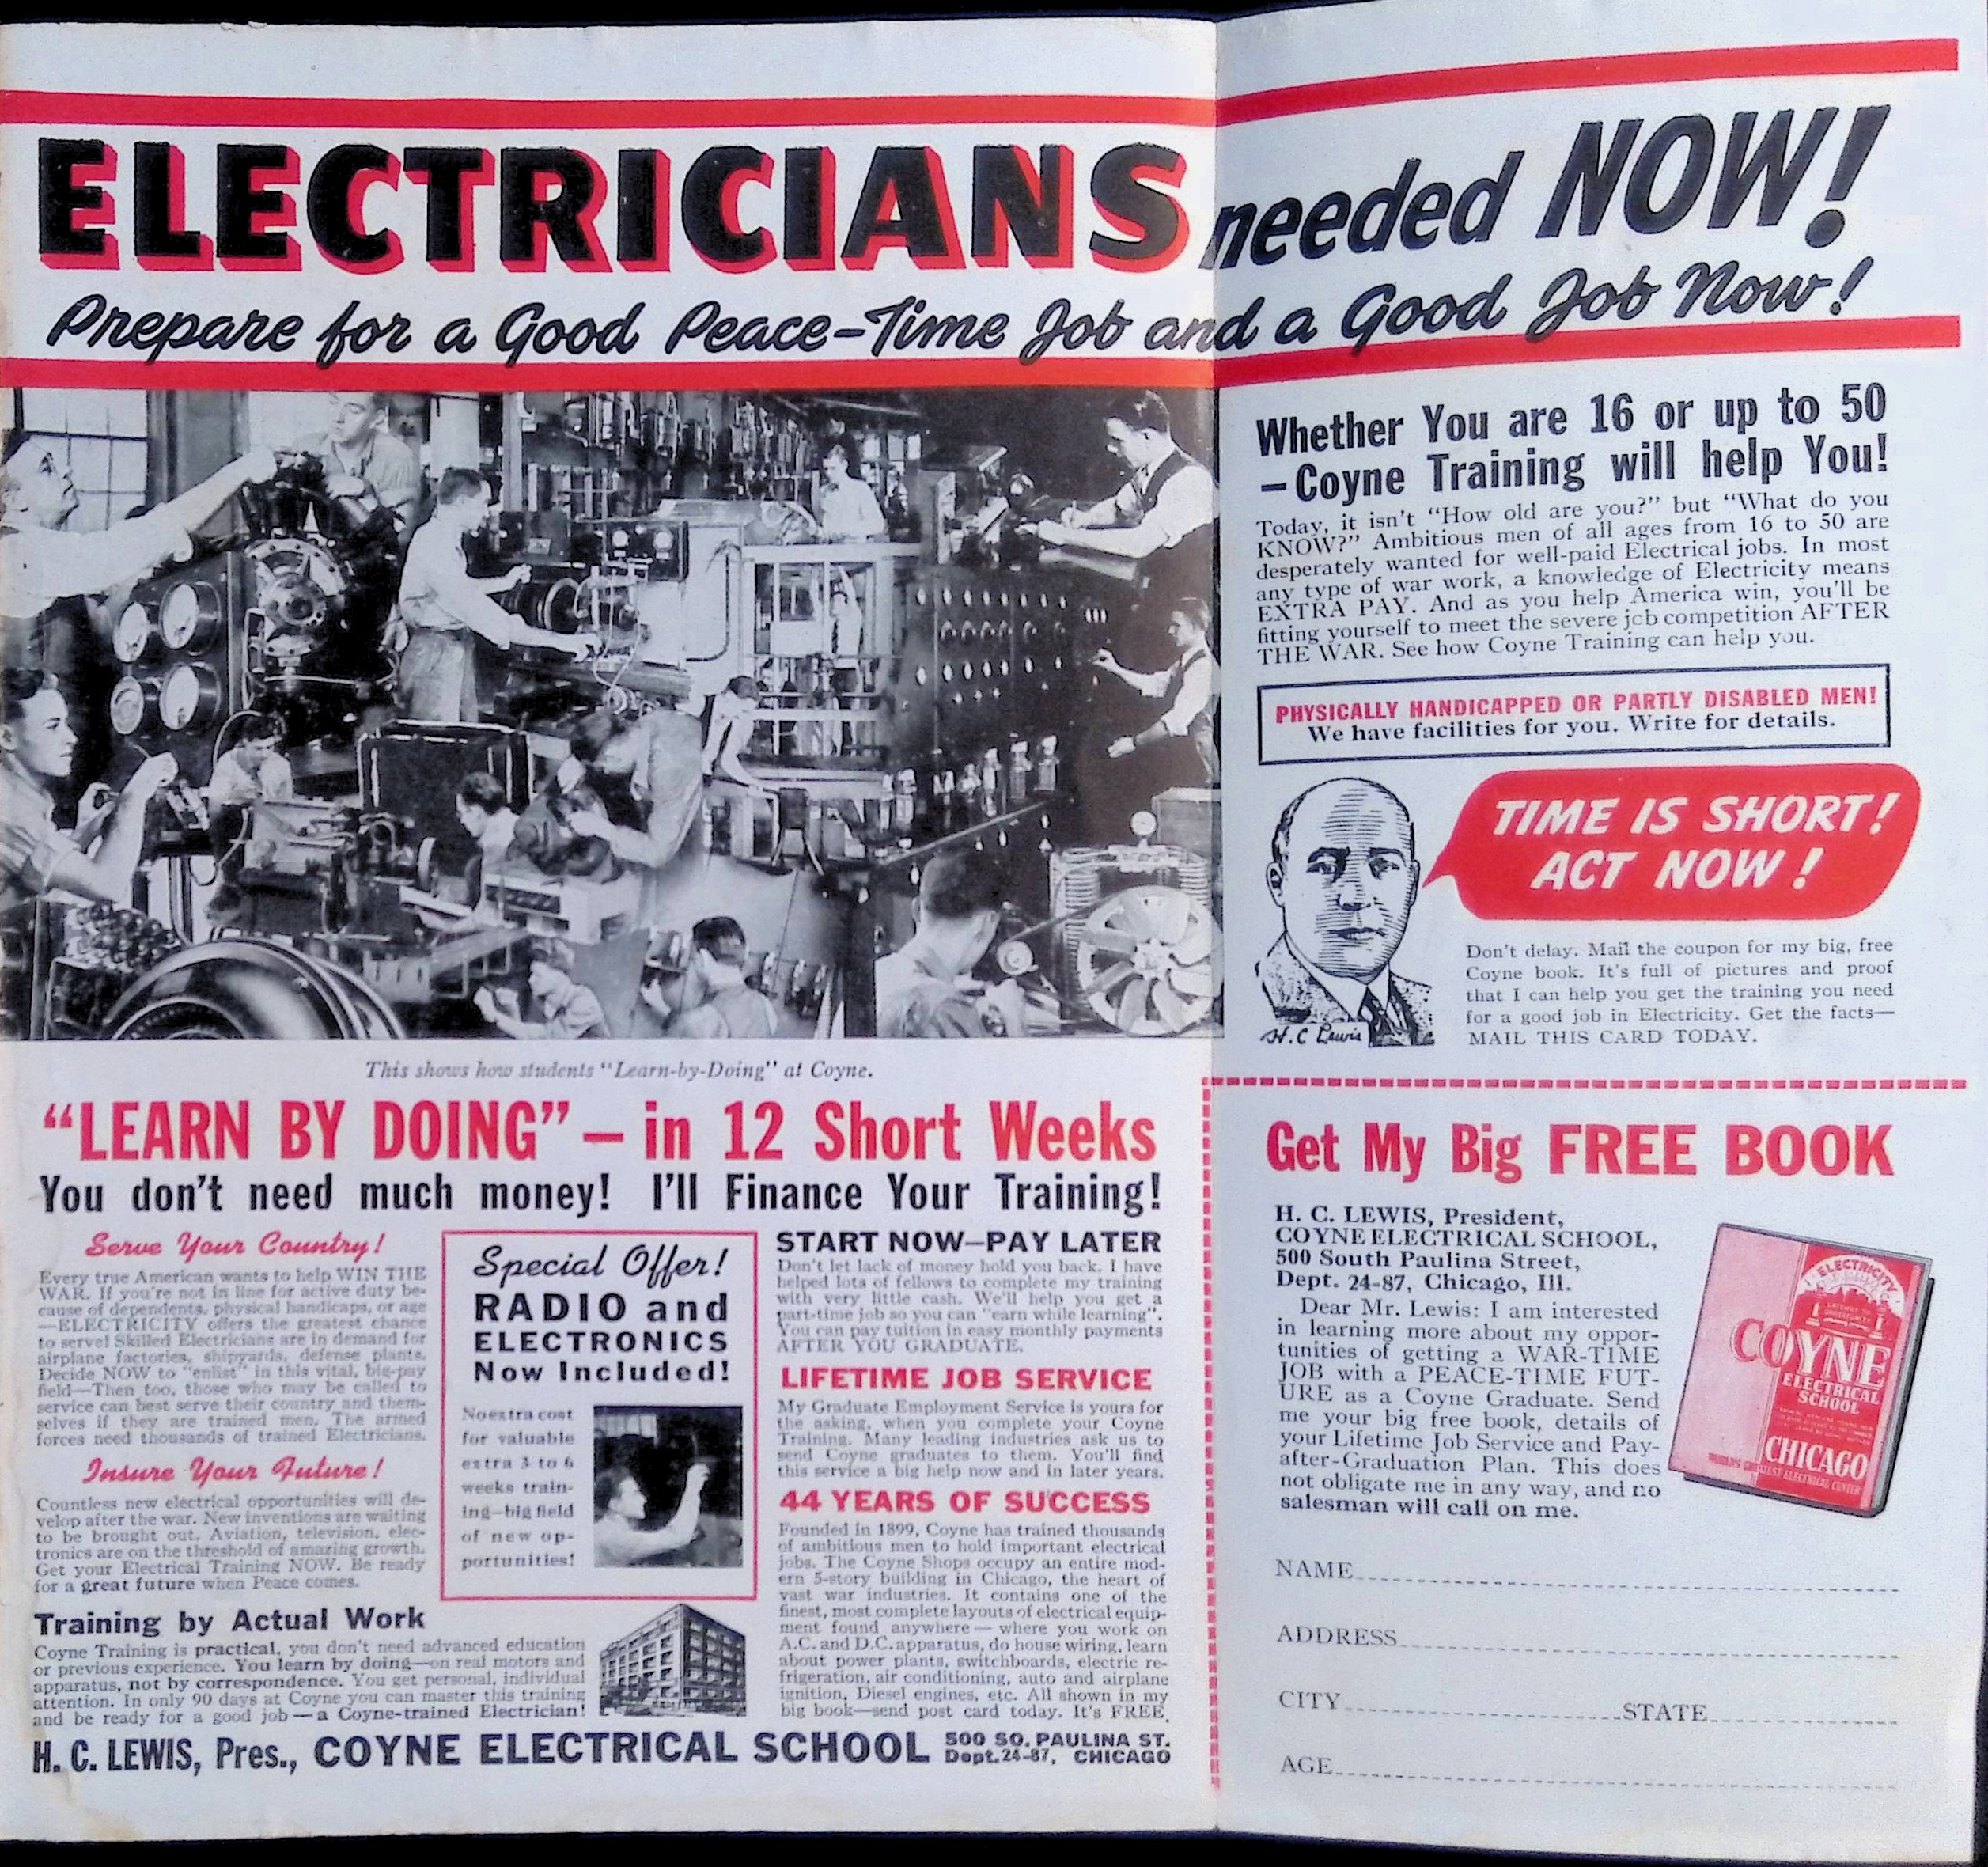 ELECTRICIANS needed NOW!
Prepare for a Good Peace-Time Job and a Good Job Now!
This shows how students "Learn-by-Doing" at Coyne.
"LEARN BY DOING" – in 12 Short Weeks
You don't need much money! I'll Finance Your Training!
Serve Your Country!
Every true American wants to help WIN THE
WAR. If you're not in line for active duty be-
cause of dependents, physical handicaps, or age
—ELECTRICITY offers the greatest chance
to serve! Skilled Electricians are in demand for
airplane factories, shipyards, defense plants.
Decide NOW to "enlist" in this vital, big-pay
field—Then too, those who may be called to
service can best serve their country and them-
selves if they are trained men. The armed
forces need thousands of trained Electricians.
Insure Your Future!
Countless new electrical opportunities will de-
velop after the war. New inventions are waiting
to be brought out. Aviation, television, elec-
tronics are on the threshold of amazing growth.
Get your Electrical Training NOW. Be ready
for a great future when Peace comes.
Training by Actual Work
Coyne Training is practical, you don't need advanced education
or previous experience. You learn by doing—on real motors and
apparatus, not by correspondence. You get personal, individual
attention. In only 90 days at Coyne you can master this training
and be ready for a good job—a Coyne-trained Electrician!
Special Offer!
RADIO and
ELECTRONICS
Now Included!
No extra cost
for valuable
extra 3 to 6
weeks train-
ing—big field
of new op-
portunities!
START NOW—PAY LATER
Don't let lack of money hold you back. I have
helped lots of fellows to complete my training
with very little cash. We'll help you get a
part-time job so you can "earn while learning".
You can pay tuition in easy monthly payments
AFTER YOU GRADUATE.
LIFETIME JOB SERVICE
My Graduate Employment Service is yours for
the asking, when you complete your Coyne
Training. Many leading industries ask us to
send Coyne graduates to them. You'll find
this service a big help now and in later years.
44 YEARS OF SUCCESS
Founded in 1899, Coyne has trained thousands
of ambitious men to hold important electrical
jobs. The Coyne Shops occupy an entire mod-
ern 5-story building in Chicago, the heart of
vast war industries. It contains one of the
finest, most complete layouts of electrical equip-
ment found anywhere—where you work on
A.C. and D.C. apparatus, do house wiring, learn
about power plants, switchboards, electric re-
frigeration, air conditioning, auto and airplane
ignition, Diesel engines, etc. All shown in my
big book—send post card today. It's FREE.
H. C. LEWIS, Pres., COYNE ELECTRICAL SCHOOL
500 SO. PAULINA ST.
Dept. 24-87, CHICAGO
Whether You are 16 or up to 50
–Coyne Training will help You!
Today, it isn't "How old are you?" but "What do you
KNOW?" Ambitious men of all ages from 16 to 50 are
desperately wanted for well-paid Electrical jobs. In most
any type of war work, a knowledge of Electricity means
EXTRA PAY. And as you help America win, you'll be
fitting yourself to meet the severe job competition AFTER
THE WAR. See how Coyne Training can help you.
PHYSICALLY HANDICAPPED OR PARTLY DISABLED MEN!
We have facilities for you. Write for details.
TIME IS SHORT!
ACT NOW!
H.C Lewis
Don't delay. Mail the coupon for my big, free
Coyne book. It's full of pictures and proof
that I can help you get the training you need
for a good job in Electricity. Get the facts—
MAIL THIS CARD TODAY.
Get My Big FREE BOOK
H. C. LEWIS, President,
COYNE ELECTRICAL SCHOOL,
500 South Paulina Street,
Dept. 24-87, Chicago, Ill.
Dear Mr. Lewis: I am interested
in learning more about my oppor-
tunities of getting a WAR-TIME
JOB with a PEACE-TIME FUT-
URE as a Coyne Graduate. Send
me your big free book, details of
your Lifetime Job Service and Pay-
after-Graduation Plan. This does
not obligate me in any way, and no
salesman will call on me.
ELECTRICITY
GATEWAY TO
COYNE
ELECTRICAL
SCHOOL
CHICAGO
NAME
ADDRESS
CITY STATE
AGE